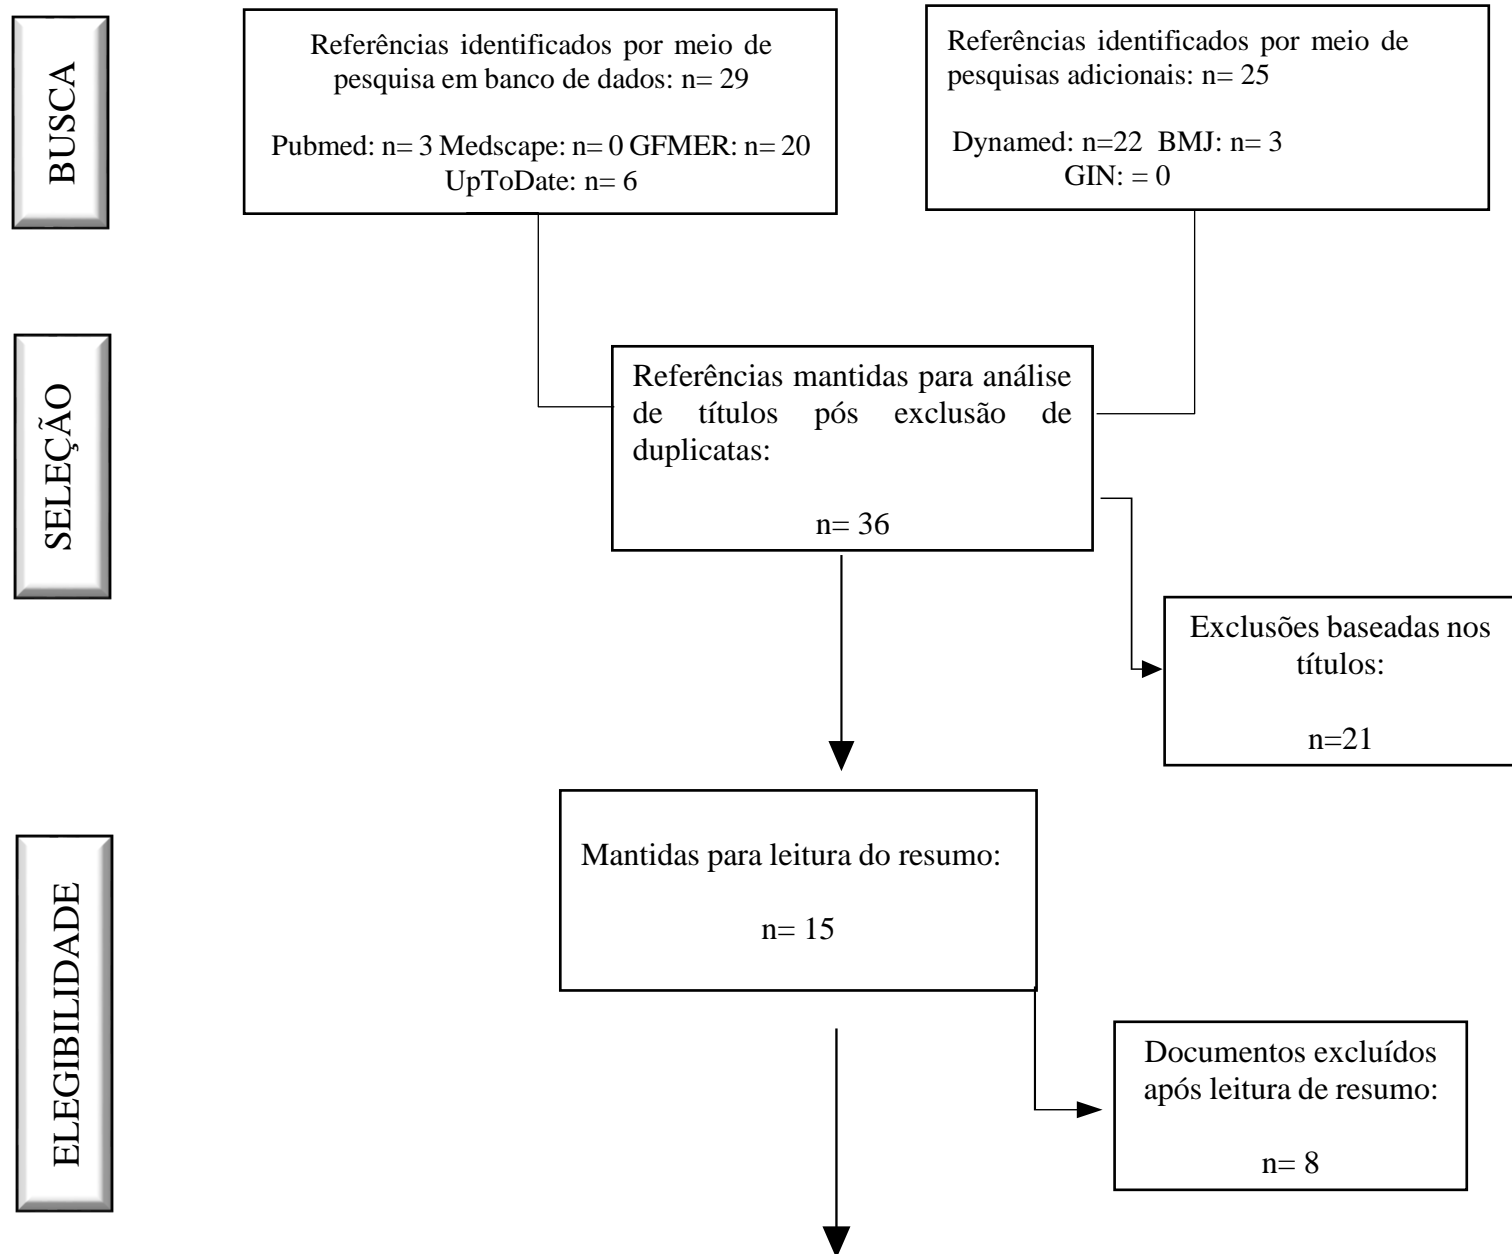 BUSCA
Referências identificados por meio de
pesquisa em banco de dados: n= 29
Pubmed: n= 3 Medscape: n= 0 GFMER: n= 20
UpToDate: n= 6
Referências identificados por meio de
pesquisas adicionais: n= 25
Dynamed: n=22 BMJ: n= 3
GIN: = 0
SELEÇÃO
Referências mantidas para análise
de títulos pós exclusão de
duplicatas:
n= 36
Exclusões baseadas nos
títulos:
n=21
ELEGIBILIDADE
Mantidas para leitura do resumo:
n= 15
Documentos excluídos
após leitura de resumo:
n= 8